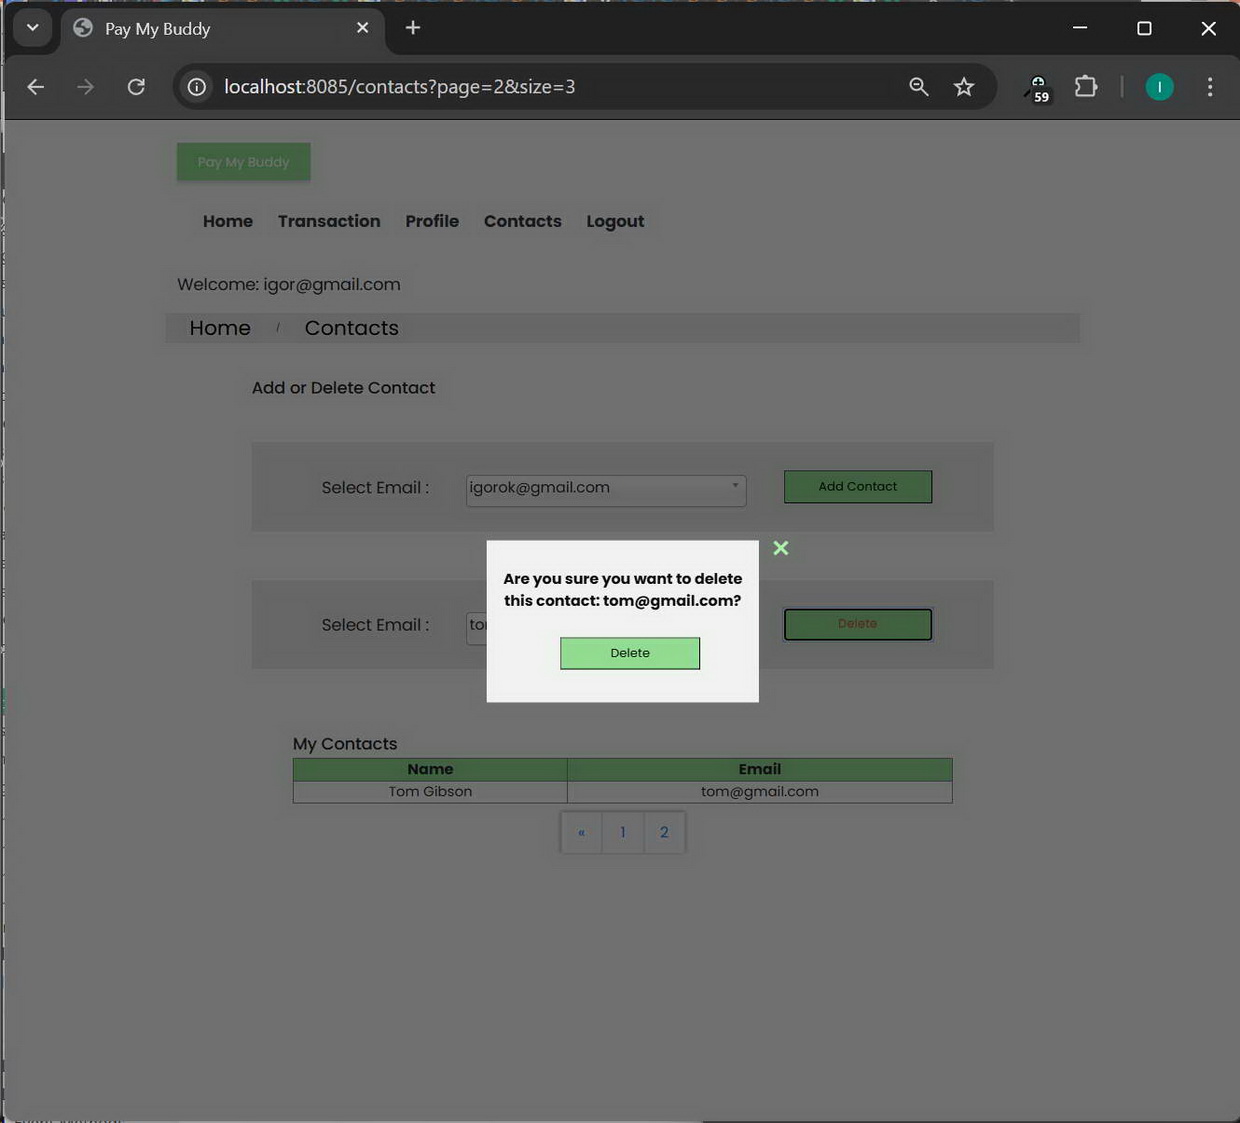 Pay My Buddy
localhost:8085/contacts?page=2&size=3
59
I
Pay My Buddy
Home Transaction Profile Contacts Logout
Welcome: igor@gmail.com
Home / Contacts
Add or Delete Contact
Select Email : igorok@gmail.com Add Contact
Are you sure you want to delete
this contact: tom@gmail.com?
Select Email : Delete
Delete
My Contacts
Name Email
Tom Gibson tom@gmail.com
« 1 2